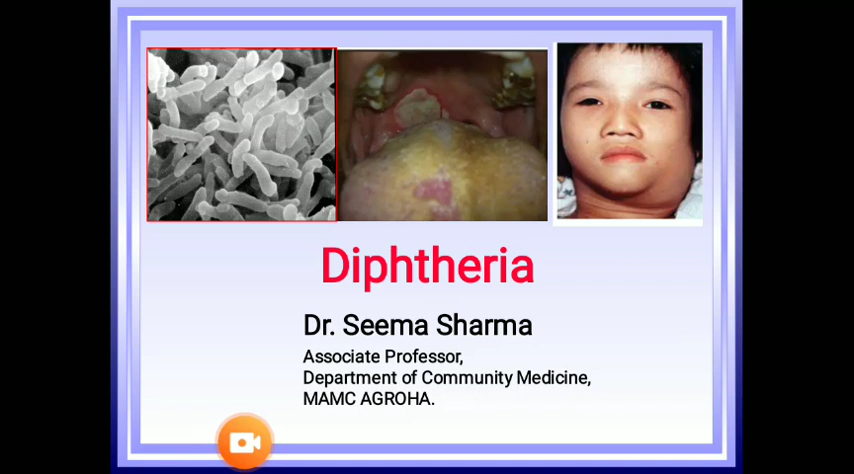 Diphtheria
Dr. Seema Sharma
Associate Professor,
Department of Community Medicine,
MAMC AGROHA.